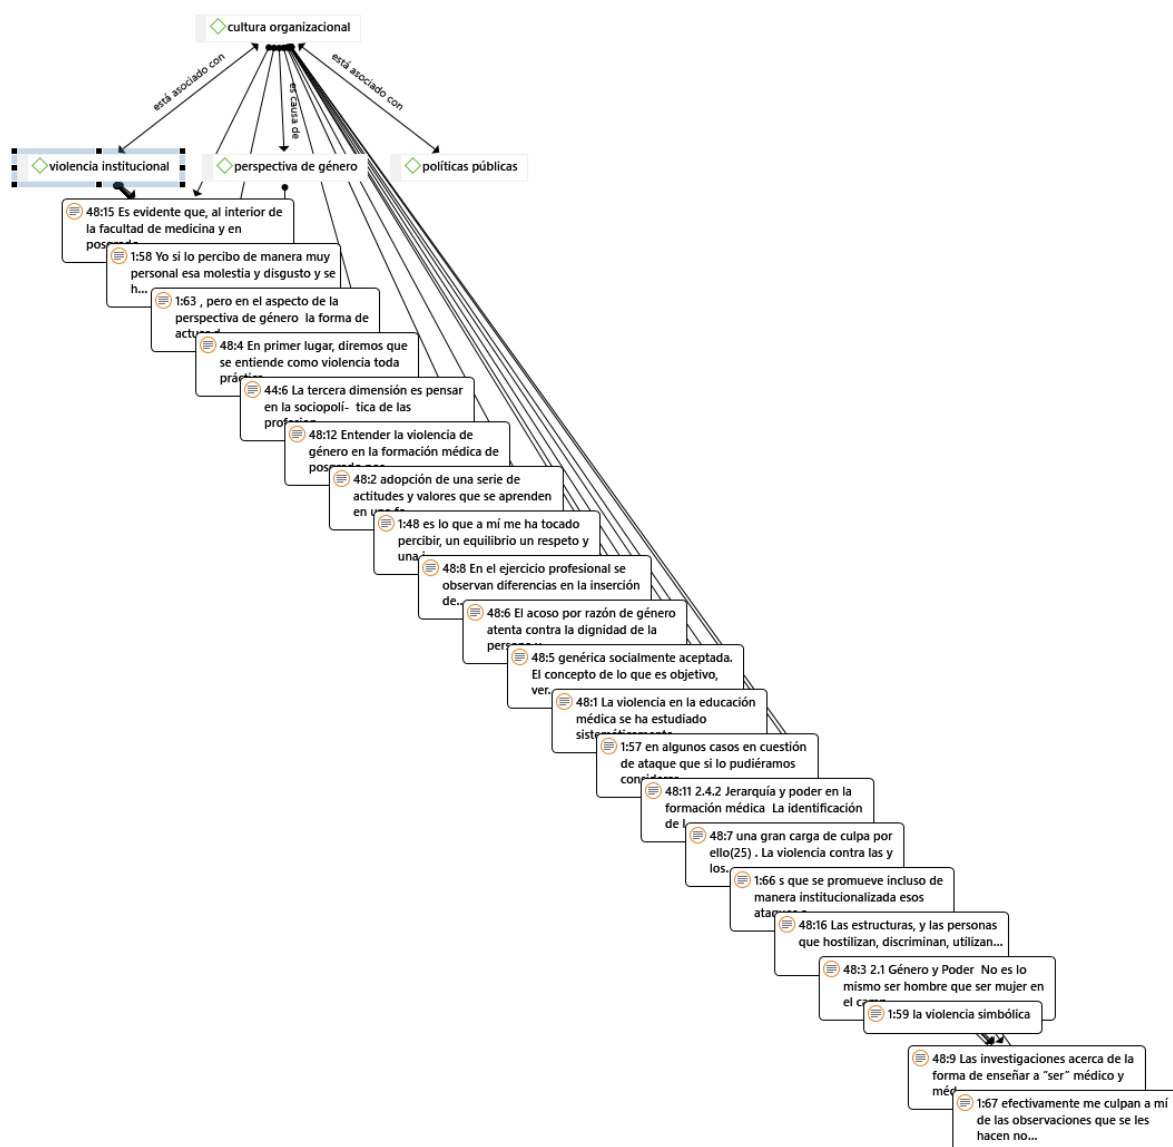 cultura organizacional
está asociado con
es causa de
está asociado con
violencia institucional
perspectiva de género
políticas públicas
48:15 Es evidente que, al interior de
la facultad de medicina y en
1:58 Yo si lo percibo de manera muy
personal esa molestia y disgusto y se
h...
1:63 , pero en el aspecto de la
perspectiva de género la forma de
48:4 En primer lugar, diremos que
se entiende como violencia toda
44:6 La tercera dimensión es pensar
en la sociopolí- tica de las
48:12 Entender la violencia de
género en la formación médica de
48:2 adopción de una serie de
actitudes y valores que se aprenden
1:48 es lo que a mí me ha tocado
percibir, un equilibrio un respeto y
una
48:8 En el ejercicio profesional se
observan diferencias en la inserción
de...
48:6 El acoso por razón de género
atenta contra la dignidad de la
48:5 genérica socialmente aceptada.
El concepto de lo que es objetivo,
ver...
48:1 La violencia en la educación
médica se ha estudiado
1:57 en algunos casos en cuestión
de ataque que si lo pudiéramos
48:11 2.4.2 Jerarquía y poder en la
formación médica La identificación
de
48:7 una gran carga de culpa por
ello(25) . La violencia contra las y
los...
1:66 s que se promueve incluso de
manera institucionalizada esos
48:16 Las estructuras, y las personas
que hostilizan, discriminan, utilizan...
48:3 2.1 Género y Poder No es lo
mismo ser hombre que ser mujer en
el
1:59 la violencia simbólica
48:9 Las investigaciones acerca de la
forma de enseñar a “ser” médico y
1:67 efectivamente me culpan a mí
de las observaciones que se les
hacen no...